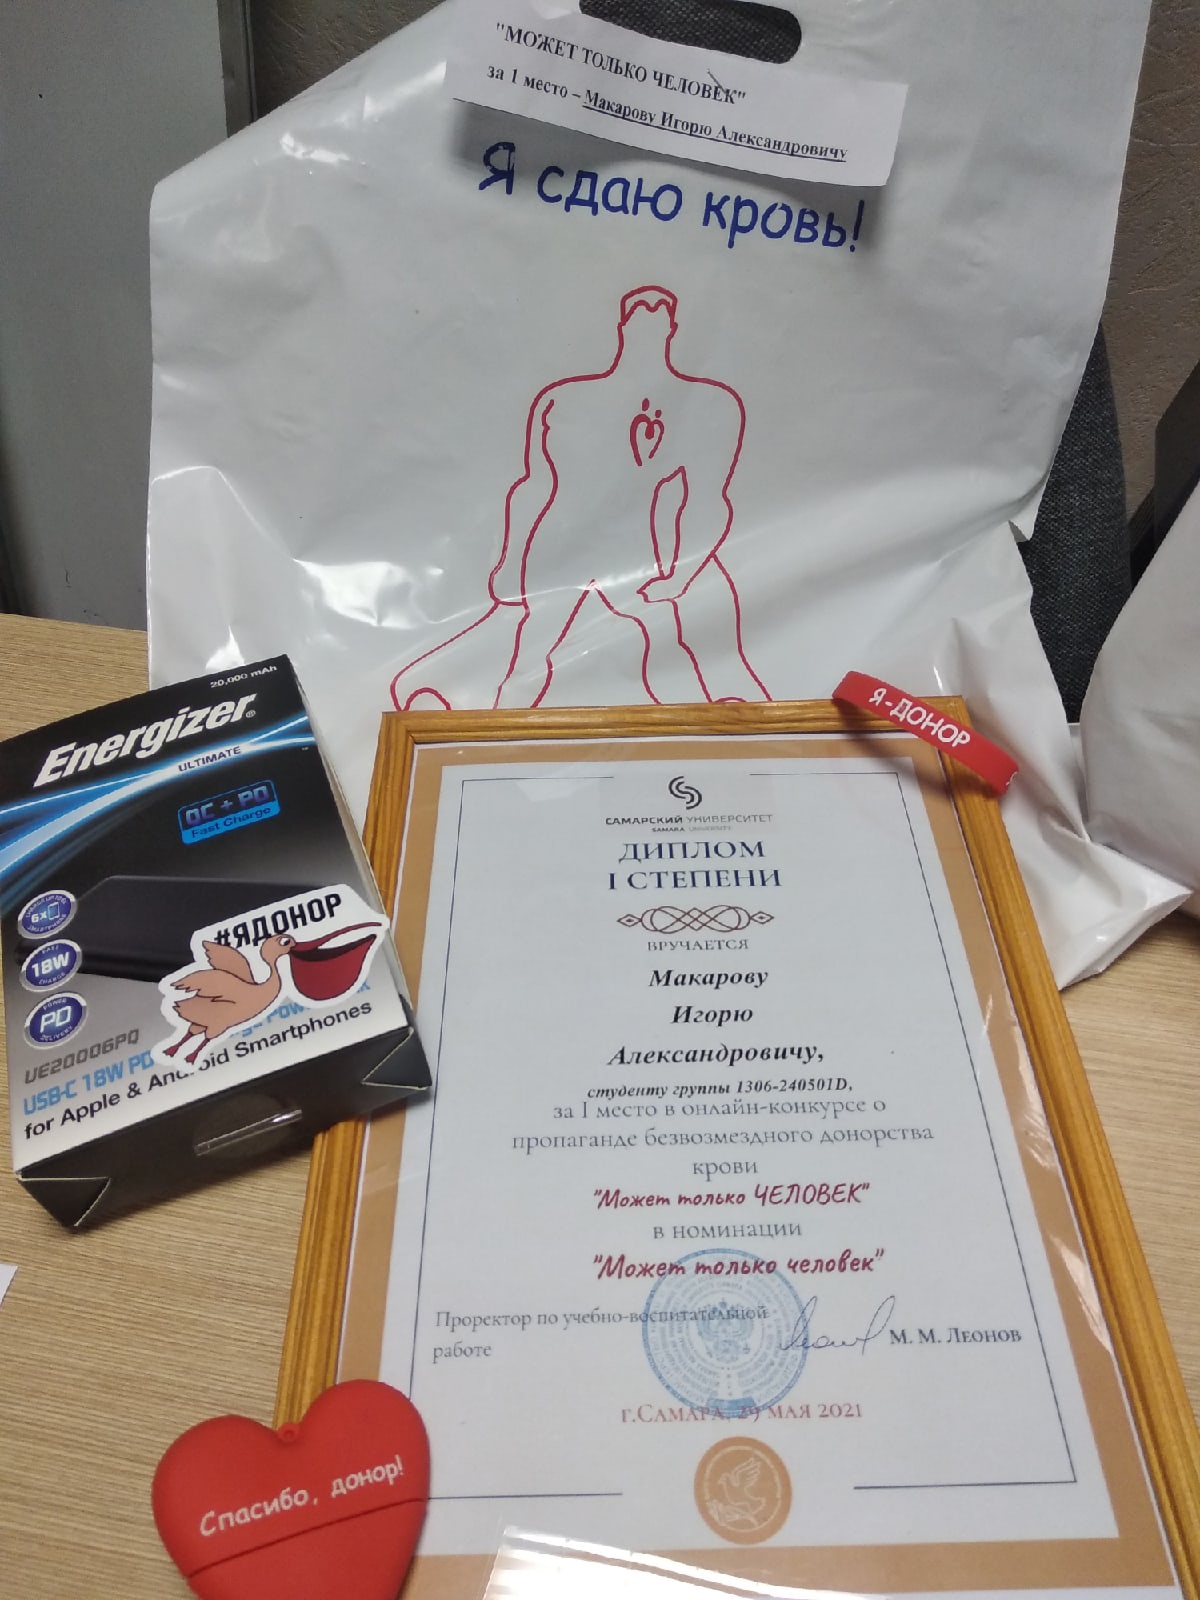 "МОЖЕТ ТОЛЬКО ЧЕЛОВЕК"
за 1 место – Макарову Игорю Александровичу
Я сдаю кровь!
20,000 mAh
Energizer®
ULTIMATE
QC + PD
Fast Charge
6x
18W
PD
#ЯДОНОР
UE20006PQ
USB-C 18W PD
for Apple & Android Smartphones
Я-ДОНОР
САМАРСКИЙ УНИВЕРСИТЕТ
SAMARA UNIVERSITY
ДИПЛОМ
I СТЕПЕНИ
ВРУЧАЕТСЯ
Макарову
Игорю
Александровичу,
студенту группы 1306-240501D,
за I место в онлайн-конкурсе о
пропаганде безвозмездного донорства
крови
"Может только ЧЕЛОВЕК"
в номинации
"Может только человек"
Проректор по учебно-воспитательной
работе
М. М. Леонов
г.Самара, 29 мая 2021
Спасибо, донор!